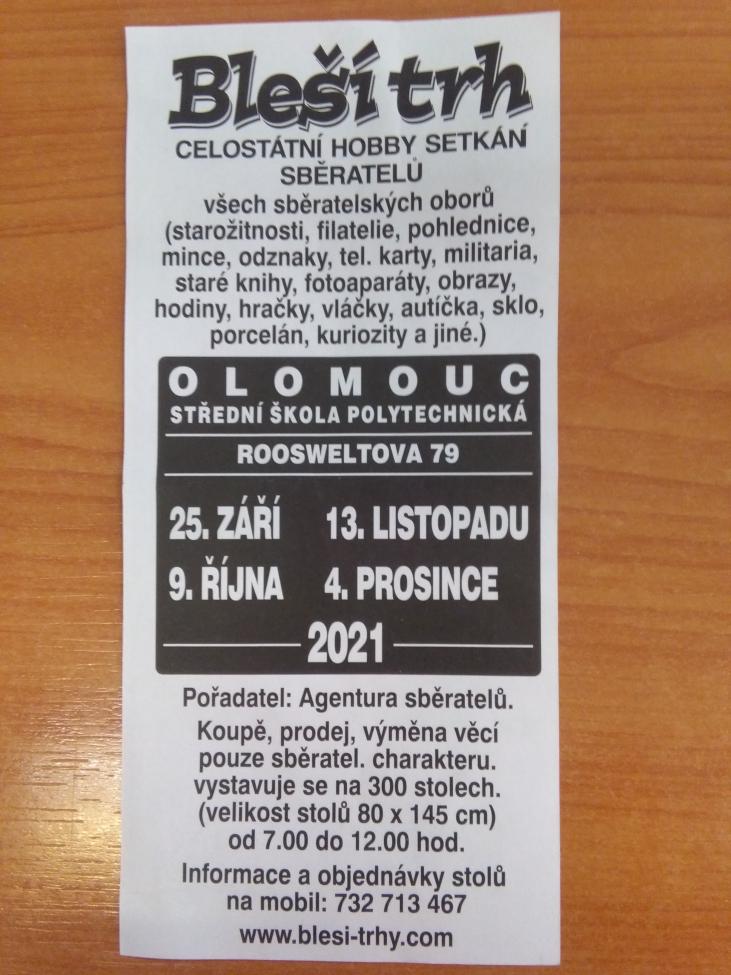 Bleší trh
CELOSTÁTNÍ HOBBY SETKÁNÍ
SBĚRATELŮ
všech sběratelských oborů
(starožitnosti, filatelie, pohlednice,
mince, odznaky, tel. karty, militaria,
staré knihy, fotoaparáty, obrazy,
hodiny, hračky, vláčky, autíčka, sklo,
porcelán, kuriozity a jiné.)
OLOMOUC
STŘEDNÍ ŠKOLA POLYTECHNICKÁ
ROOSWELTOVA 79
25. ZÁŘÍ 13. LISTOPADU
9. ŘÍJNA 4. PROSINCE
2021
Pořadatel: Agentura sběratelů.
Koupě, prodej, výměna věcí
pouze sběratel. charakteru.
vystavuje se na 300 stolech.
(velikost stolů 80 x 145 cm)
od 7.00 do 12.00 hod.
Informace a objednávky stolů
na mobil: 732 713 467
www.blesi-trhy.com